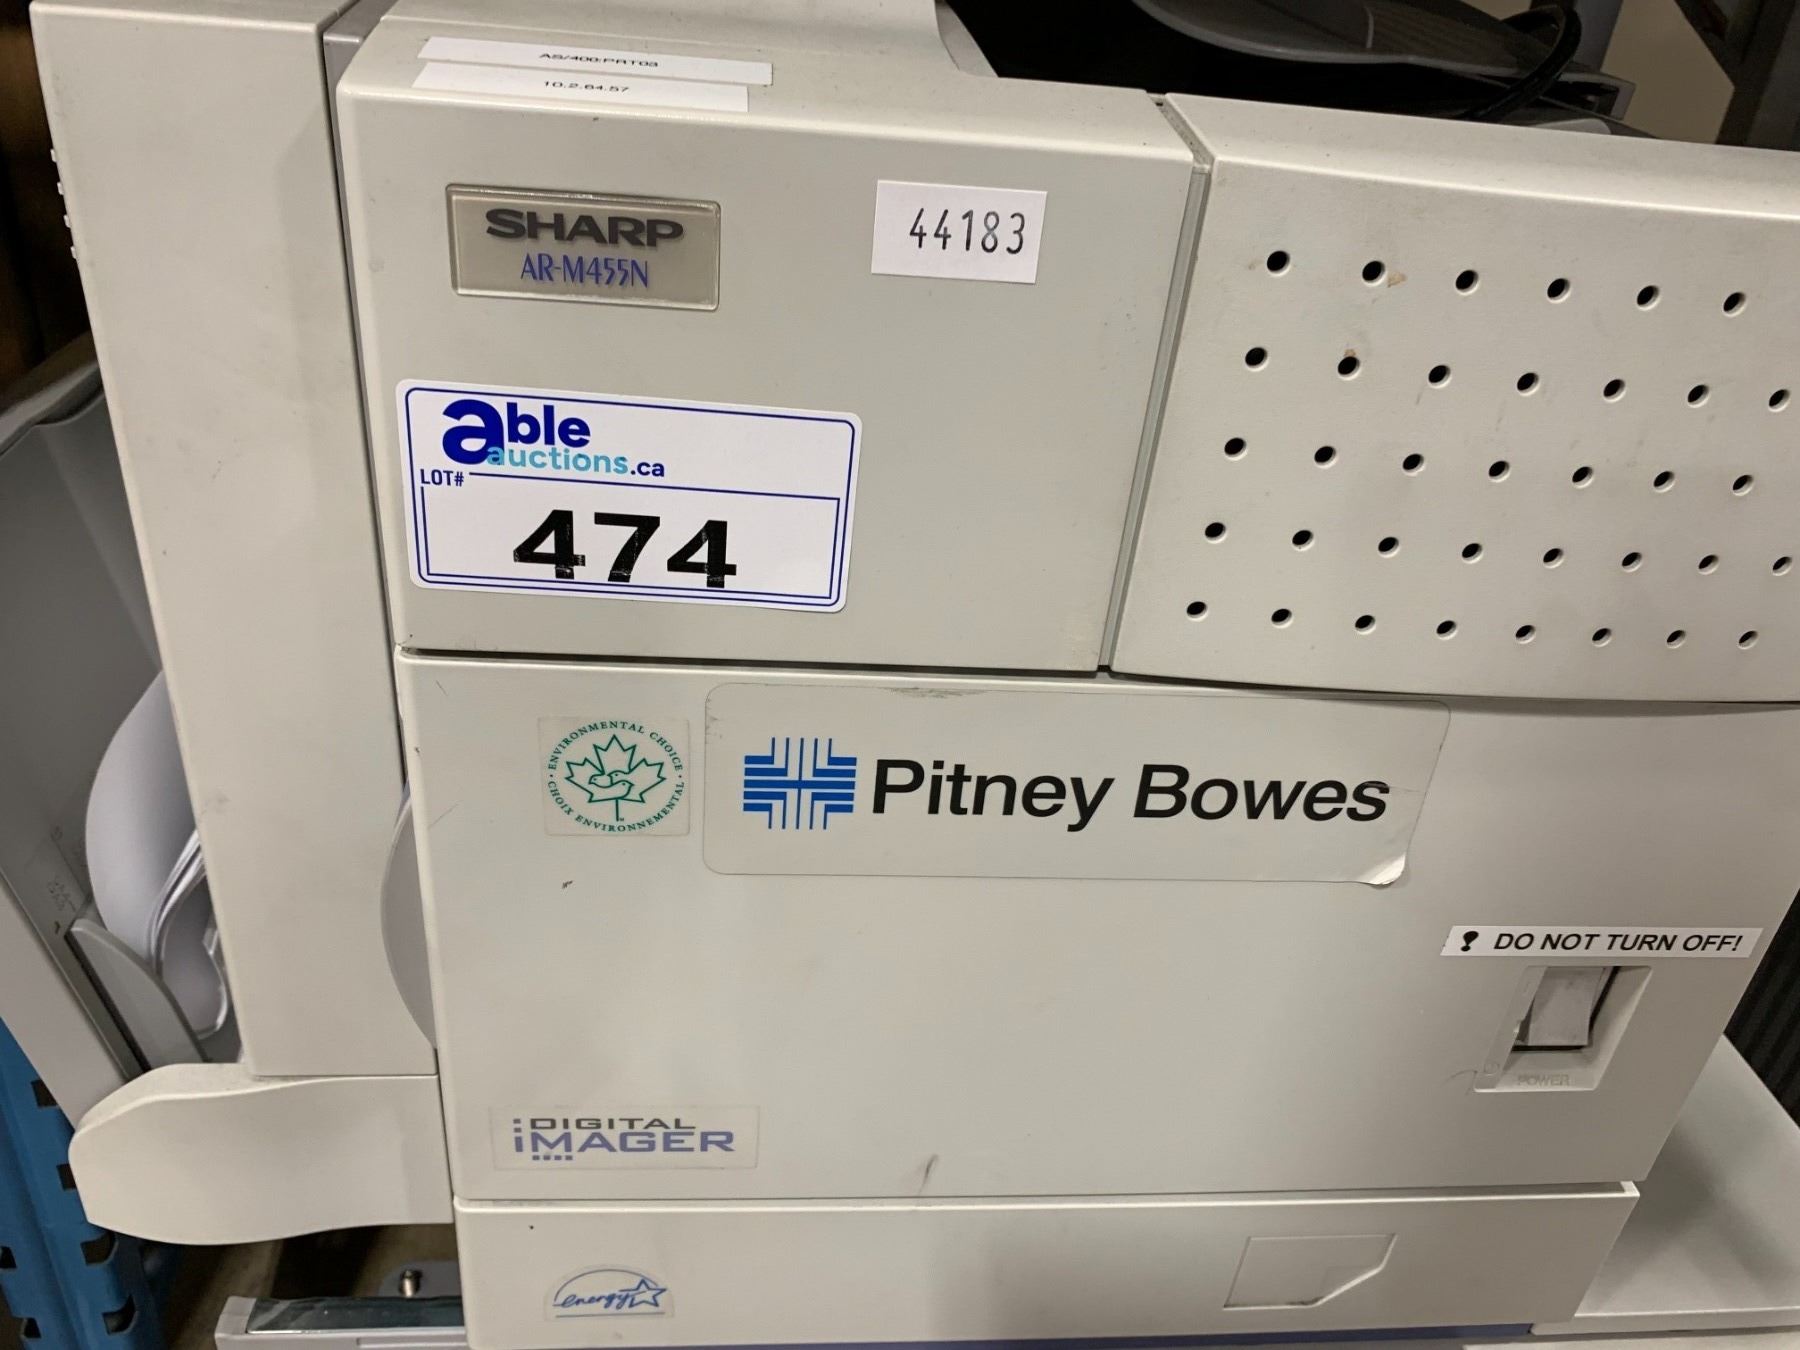 AS/400:PRT03
10.2.64.57
SHARP
AR-M455N
44183
able
auctions.ca
LOT#
474
ENVIRONMENTAL CHOICE
CHOIX ENVIRONNEMENTAL
Pitney Bowes
DO NOT TURN OFF!
POWER
DIGITAL
iMAGER
energy